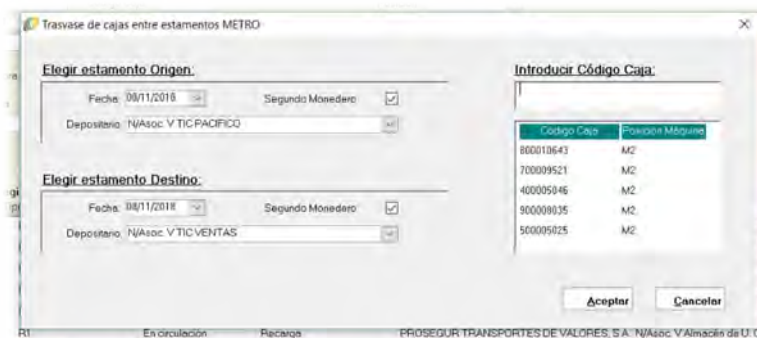 Trasvase de cajas entre estamentos METRO
Elegir estamento Origen:
Fecha: 08/11/2018
Segundo Monedero
Depositario: N/Asoc. V TIC PACIFICO
Elegir estamento Destino:
Fecha: 08/11/2018
Segundo Monedero
Depositario: N/Asoc. V TIC VENTAS
Introducir Código Caja:
Código Caja Posición Máquina
800010643 M2
700009521 M2
400005046 M2
900008035 M2
500005025 M2
Aceptar Cancelar
R1 En circulación Recarga PROSEGUR TRANSPORTES DE VALORES, S.A. N/Asoc. V Almacén de U.